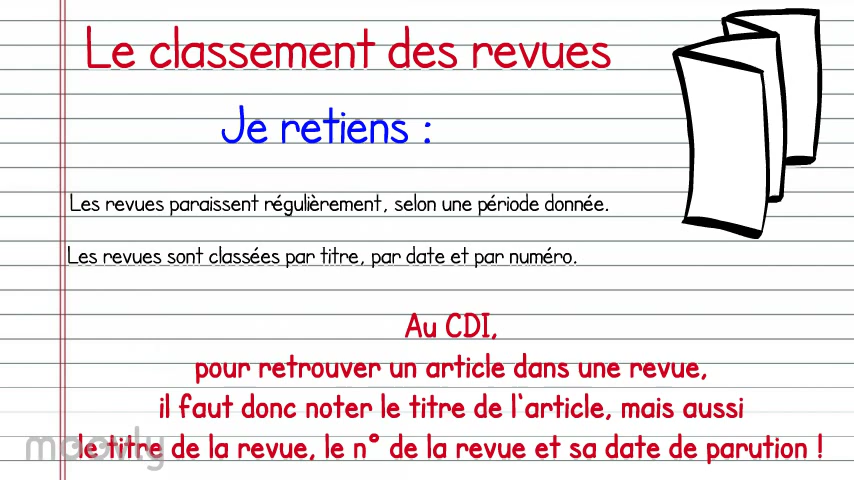 Le classement des revues
Je retiens :
Les revues paraissent régulièrement, selon une période donnée.
Les revues sont classées par titre, par date et par numéro.
Au CDI,
pour retrouver un article dans une revue,
il faut donc noter le titre de l'article, mais aussi
le titre de la revue, le n° de la revue et sa date de parution !
moovly